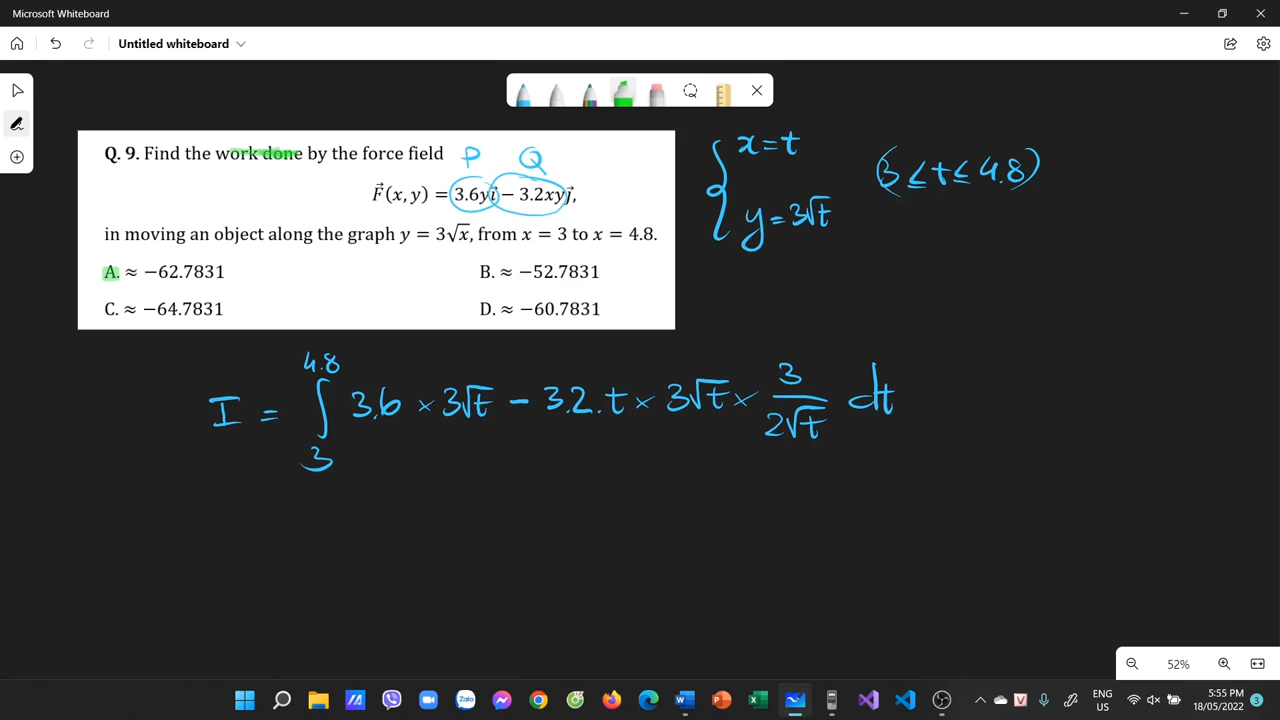 Microsoft Whiteboard
Untitled whiteboard
Q. 9. Find the work done by the force field
P Q
F⃗(x, y) = 3.6yi⃗ − 3.2xyj⃗,
in moving an object along the graph y = 3√x, from x = 3 to x = 4.8.
A. ≈ −62.7831 B. ≈ −52.7831
C. ≈ −64.7831 D. ≈ −60.7831
x = t
y = 3√t
(3 ≤ t ≤ 4.8)
I = ∫₃^4.8 3.6 × 3√t − 3.2.t × 3√t × 3/(2√t) dt
52%
Zalo
V
ENG
US
5:55 PM
18/05/2022
3